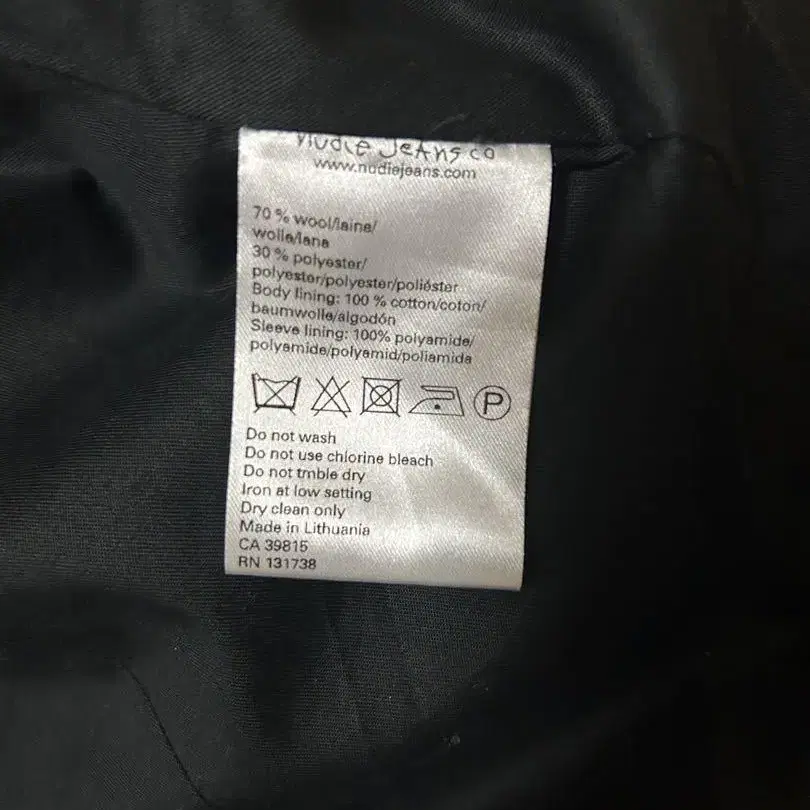 nudie Jeans co
www.nudiejeans.com
70 % wool/laine/
wolle/lana
30 % polyester/
polyester/polyester/poliéster
Body lining: 100 % cotton/coton/
baumwolle/algodón
Sleeve lining: 100% polyamide/
polyamide/polyamid/poliamida
P
Do not wash
Do not use chlorine bleach
Do not tmble dry
Iron at low setting
Dry clean only
Made in Lithuania
CA 39815
RN 131738